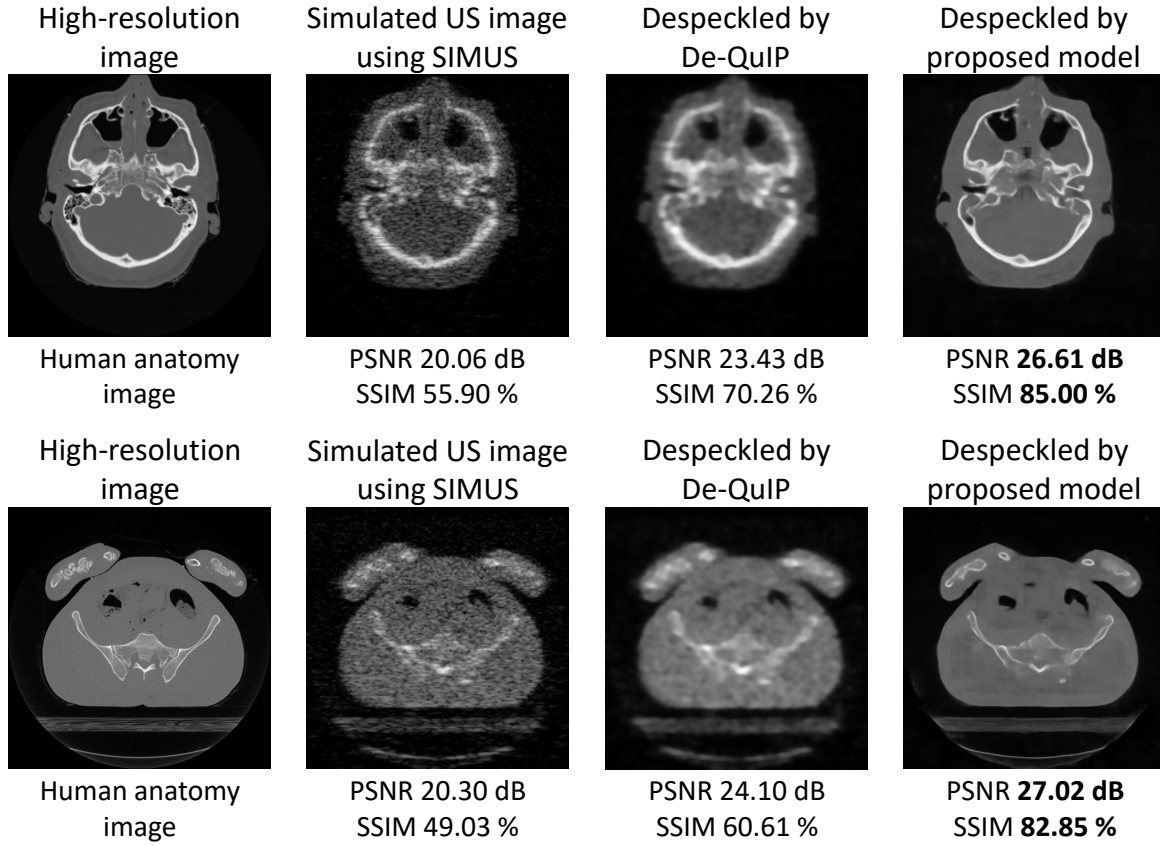 High-resolution
image
Simulated US image
using SIMUS
Despeckled by
De-QuIP
Despeckled by
proposed model
Human anatomy
image
PSNR 20.06 dB
SSIM 55.90 %
PSNR 23.43 dB
SSIM 70.26 %
PSNR 26.61 dB
SSIM 85.00 %
High-resolution
image
Simulated US image
using SIMUS
Despeckled by
De-QuIP
Despeckled by
proposed model
Human anatomy
image
PSNR 20.30 dB
SSIM 49.03 %
PSNR 24.10 dB
SSIM 60.61 %
PSNR 27.02 dB
SSIM 82.85 %